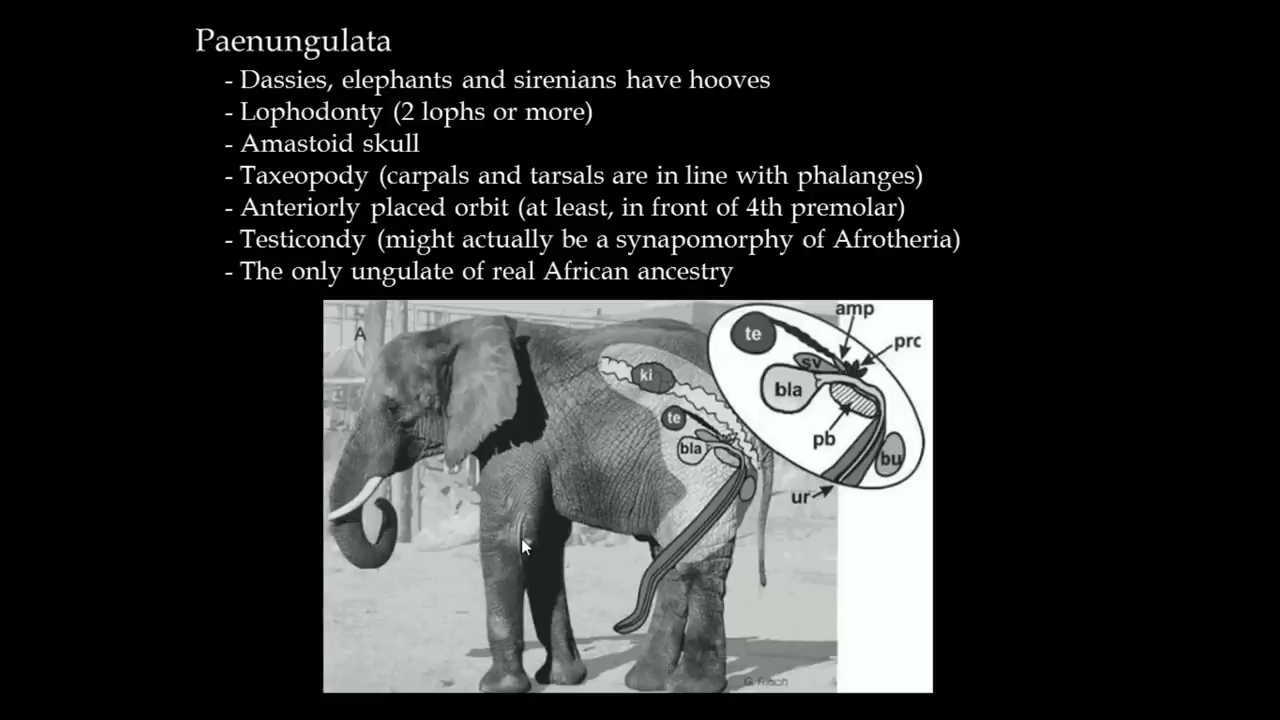 Paenungulata
- Dassies, elephants and sirenians have hooves
- Lophodonty (2 lophs or more)
- Amastoid skull
- Taxeopody (carpals and tarsals are in line with phalanges)
- Anteriorly placed orbit (at least, in front of 4th premolar)
- Testicondy (might actually be a synapomorphy of Afrotheria)
- The only ungulate of real African ancestry
A
amp
te
prc
sv
ki
bla
te
pb
bla
bu
ur
G. Fritsch